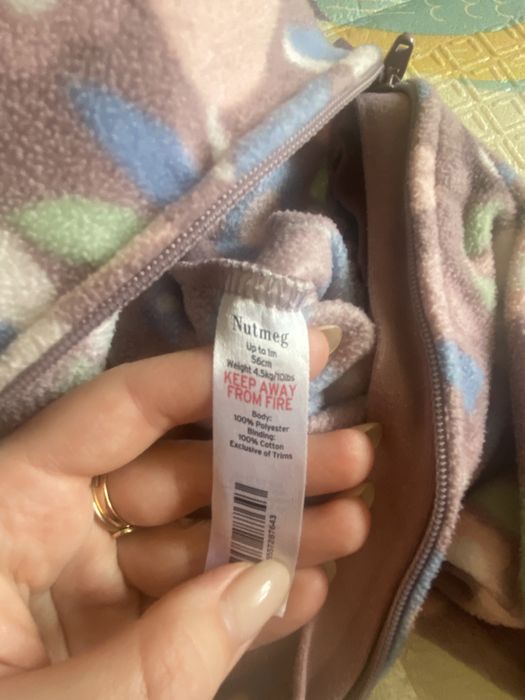 Nutmeg
Up to 1m
56cm
Weight 4.5kg/10lbs
KEEP AWAY
FROM FIRE
Body:
100% Polyester
Binding:
100% Cotton
Exclusive of Trims